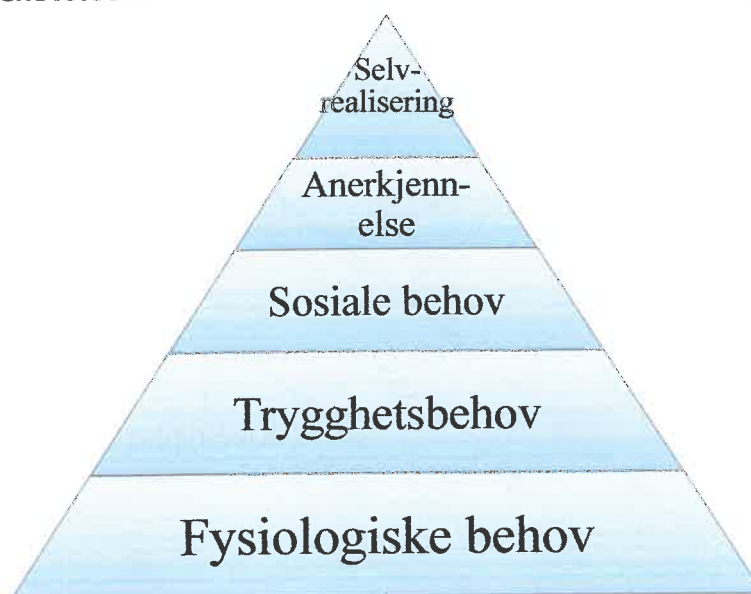 Selv-
realisering
Anerkjenn-
else
Sosiale behov
Trygghetsbehov
Fysiologiske behov